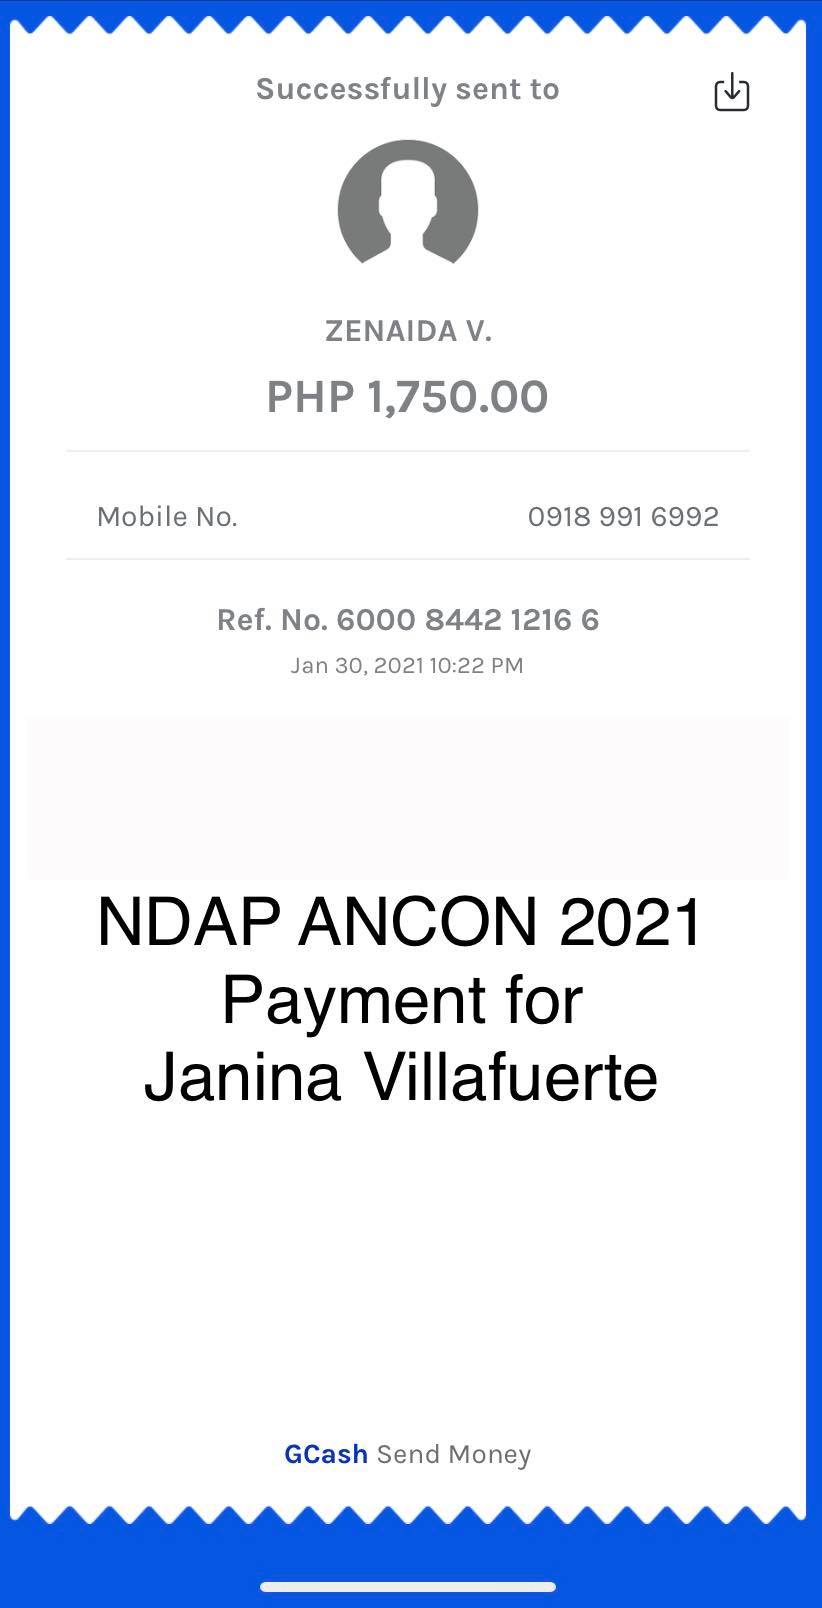 Successfully sent to
ZENAIDA V.
PHP 1,750.00
Mobile No. 0918 991 6992
Ref. No. 6000 8442 1216 6
Jan 30, 2021 10:22 PM
NDAP ANCON 2021
Payment for
Janina Villafuerte
GCash Send Money